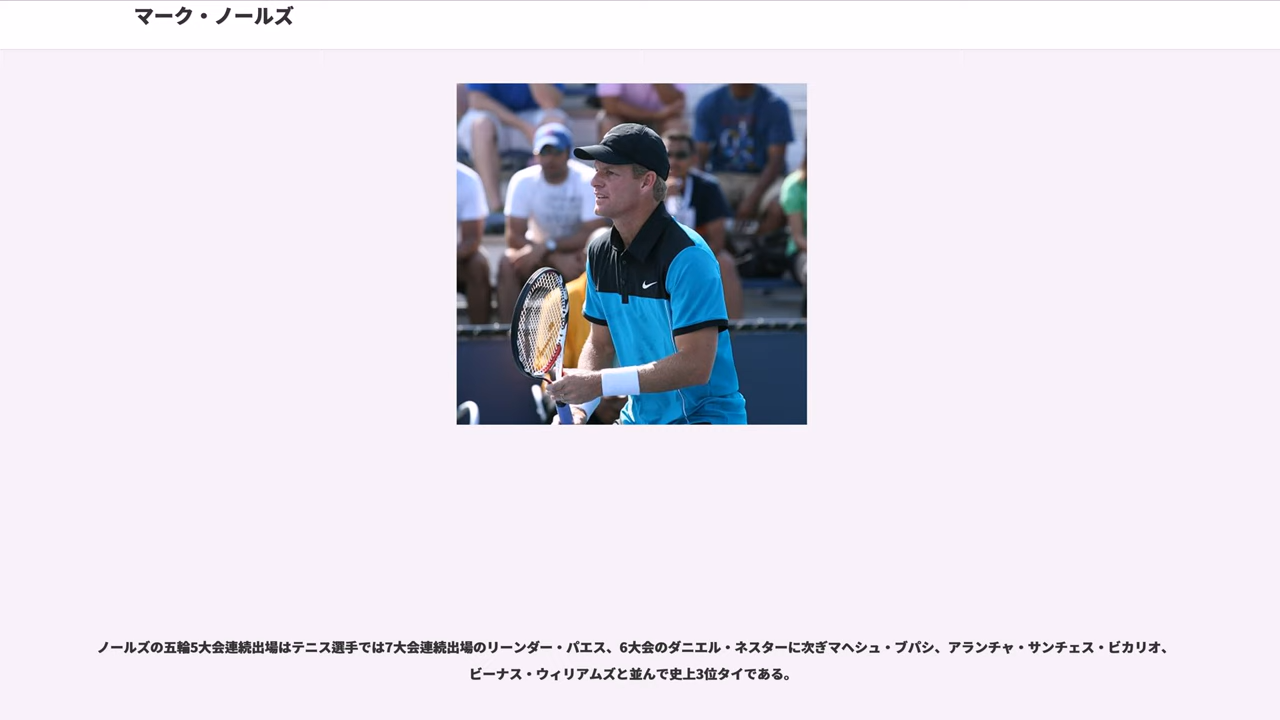 マーク・ノールズ
ノールズの五輪5大会連続出場はテニス選手では7大会連続出場のリーンダー・パエス、6大会のダニエル・ネスターに次ぎマヘシュ・ブパシ、アランチャ・サンチェス・ビカリオ、
ビーナス・ウィリアムズと並んで史上3位タイである。